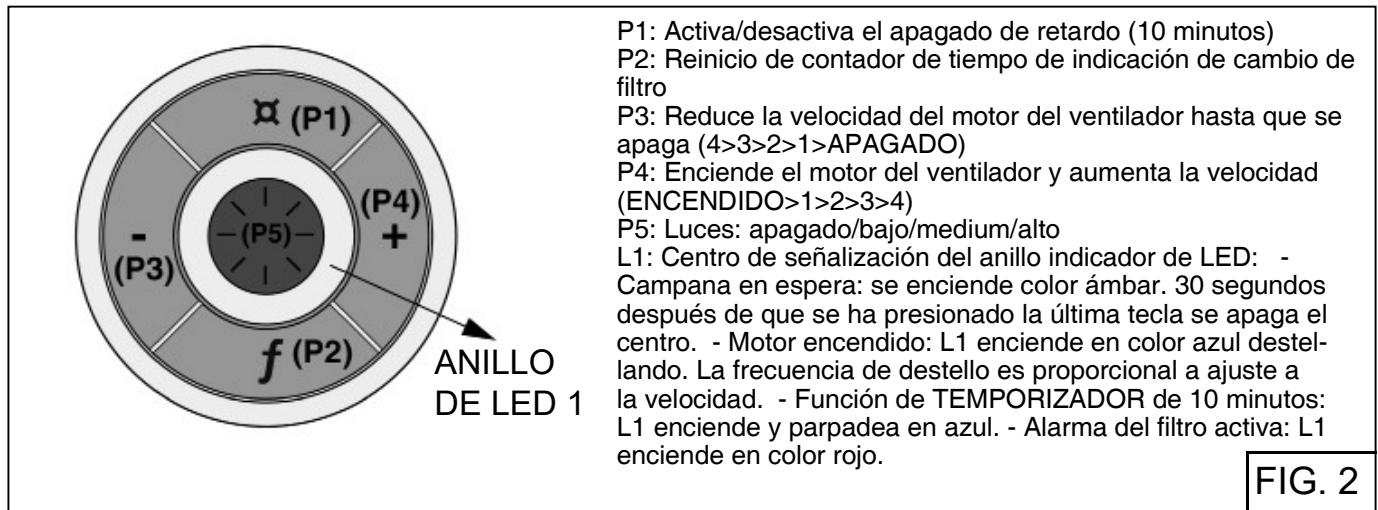 ¤ (P1)
(P4)
+
-
(P3)
(P5)
ƒ (P2)
ANILLO
DE LED 1
P1: Activa/desactiva el apagado de retardo (10 minutos)
P2: Reinicio de contador de tiempo de indicación de cambio de
filtro
P3: Reduce la velocidad del motor del ventilador hasta que se
apaga (4>3>2>1>APAGADO)
P4: Enciende el motor del ventilador y aumenta la velocidad
(ENCENDIDO>1>2>3>4)
P5: Luces: apagado/bajo/medium/alto
L1: Centro de señalización del anillo indicador de LED: -
Campana en espera: se enciende color ámbar. 30 segundos
después de que se ha presionado la última tecla se apaga el
centro. - Motor encendido: L1 enciende en color azul destel-
lando. La frecuencia de destello es proporcional a ajuste a
la velocidad. - Función de TEMPORIZADOR de 10 minutos:
L1 enciende y parpadea en azul. - Alarma del filtro activa: L1
enciende en color rojo.
FIG. 2